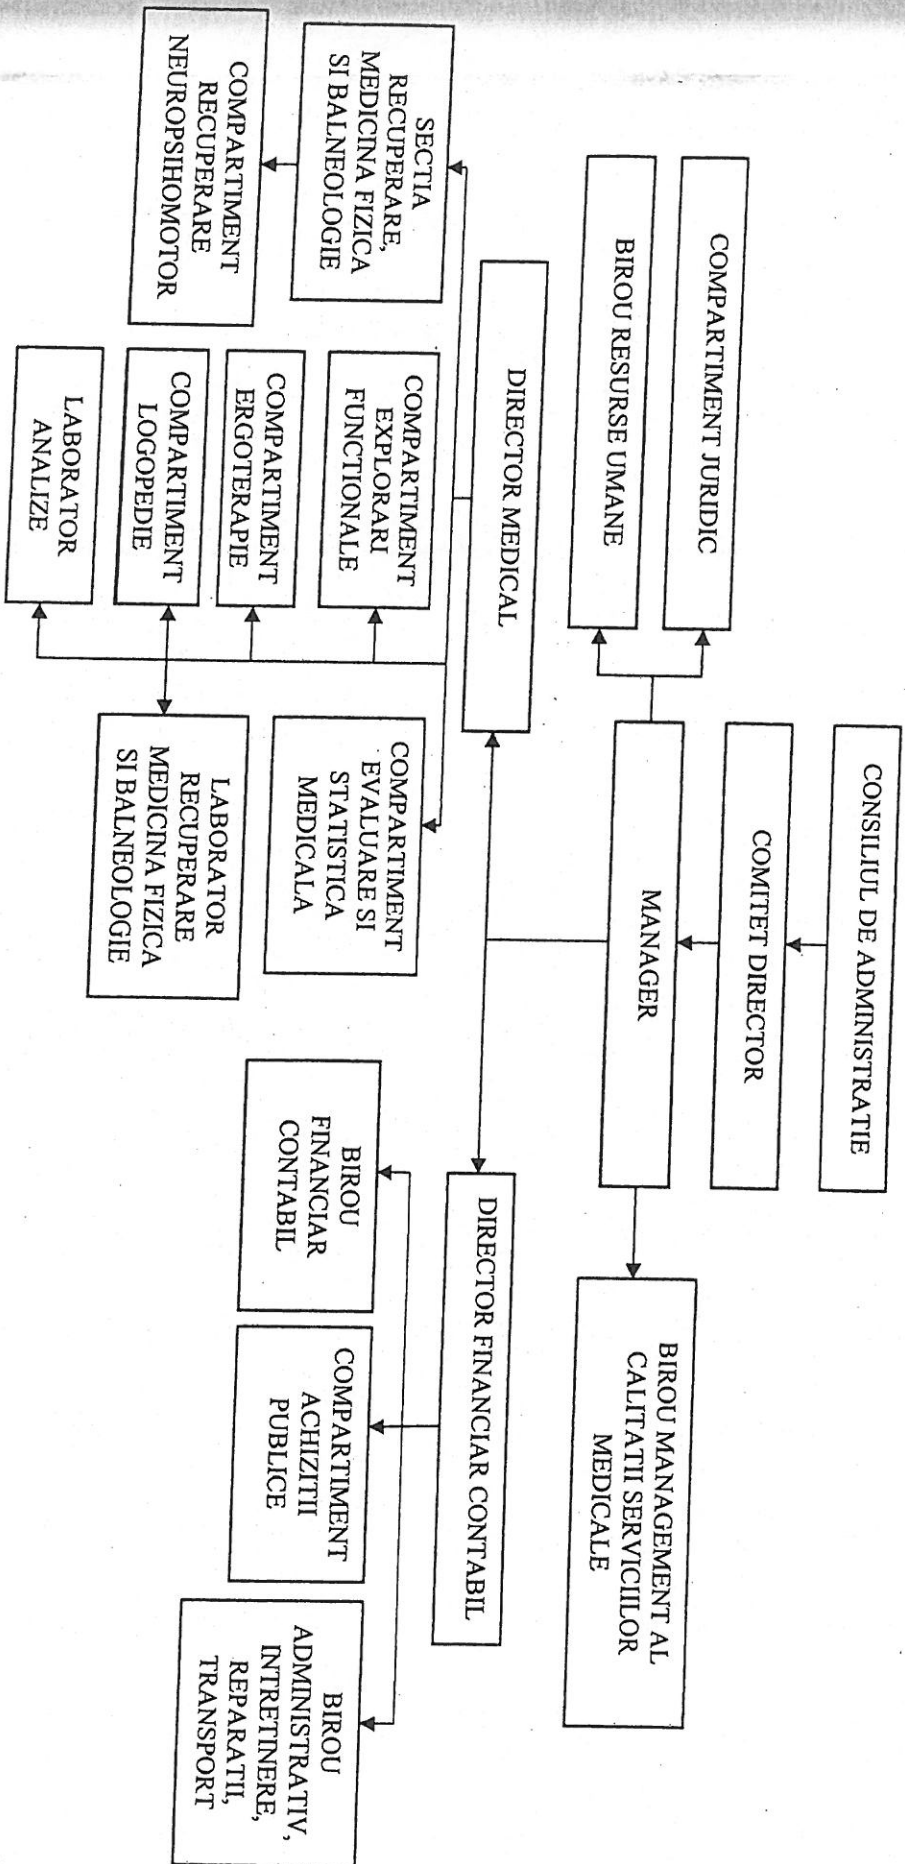 CONSILIUL DE ADMINISTRATIE
COMITET DIRECTOR
COMPARTIMENT JURIDIC
BIROU RESURSE UMANE
MANAGER
BIROU MANAGEMENT AL
CALITATII SERVICIILOR
MEDICALE
DIRECTOR MEDICAL
DIRECTOR FINANCIAR CONTABIL
SECTIA
RECUPERARE,
MEDICINA FIZICA
SI BALNEOLOGIE
COMPARTIMENT
RECUPERARE
NEUROPSIHOMOTOR
COMPARTIMENT
EXPLORARI
FUNCTIONALE
COMPARTIMENT
ERGOTERAPIE
COMPARTIMENT
LOGOPEDIE
LABORATOR
ANALIZE
COMPARTIMENT
EVALUARE SI
STATISTICA
MEDICALA
LABORATOR
RECUPERARE
MEDICINA FIZICA
SI BALNEOLOGIE
BIROU
FINANCIAR
CONTABIL
COMPARTIMENT
ACHIZITII
PUBLICE
BIROU
ADMINISTRATIV,
INTRETINERE,
REPARATII,
TRANSPORT